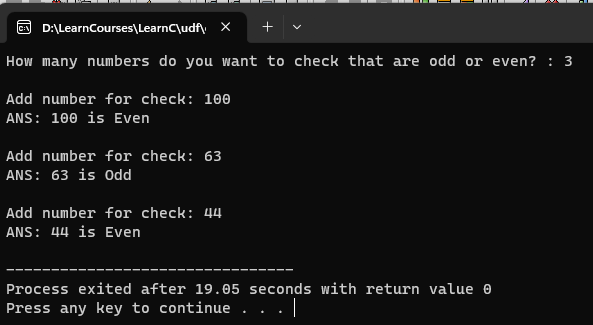 D:\LearnCourses\LearnC\udf\
How many numbers do you want to check that are odd or even? : 3
Add number for check: 100
ANS: 100 is Even
Add number for check: 63
ANS: 63 is Odd
Add number for check: 44
ANS: 44 is Even
--------------------------------
Process exited after 19.05 seconds with return value 0
Press any key to continue . . .